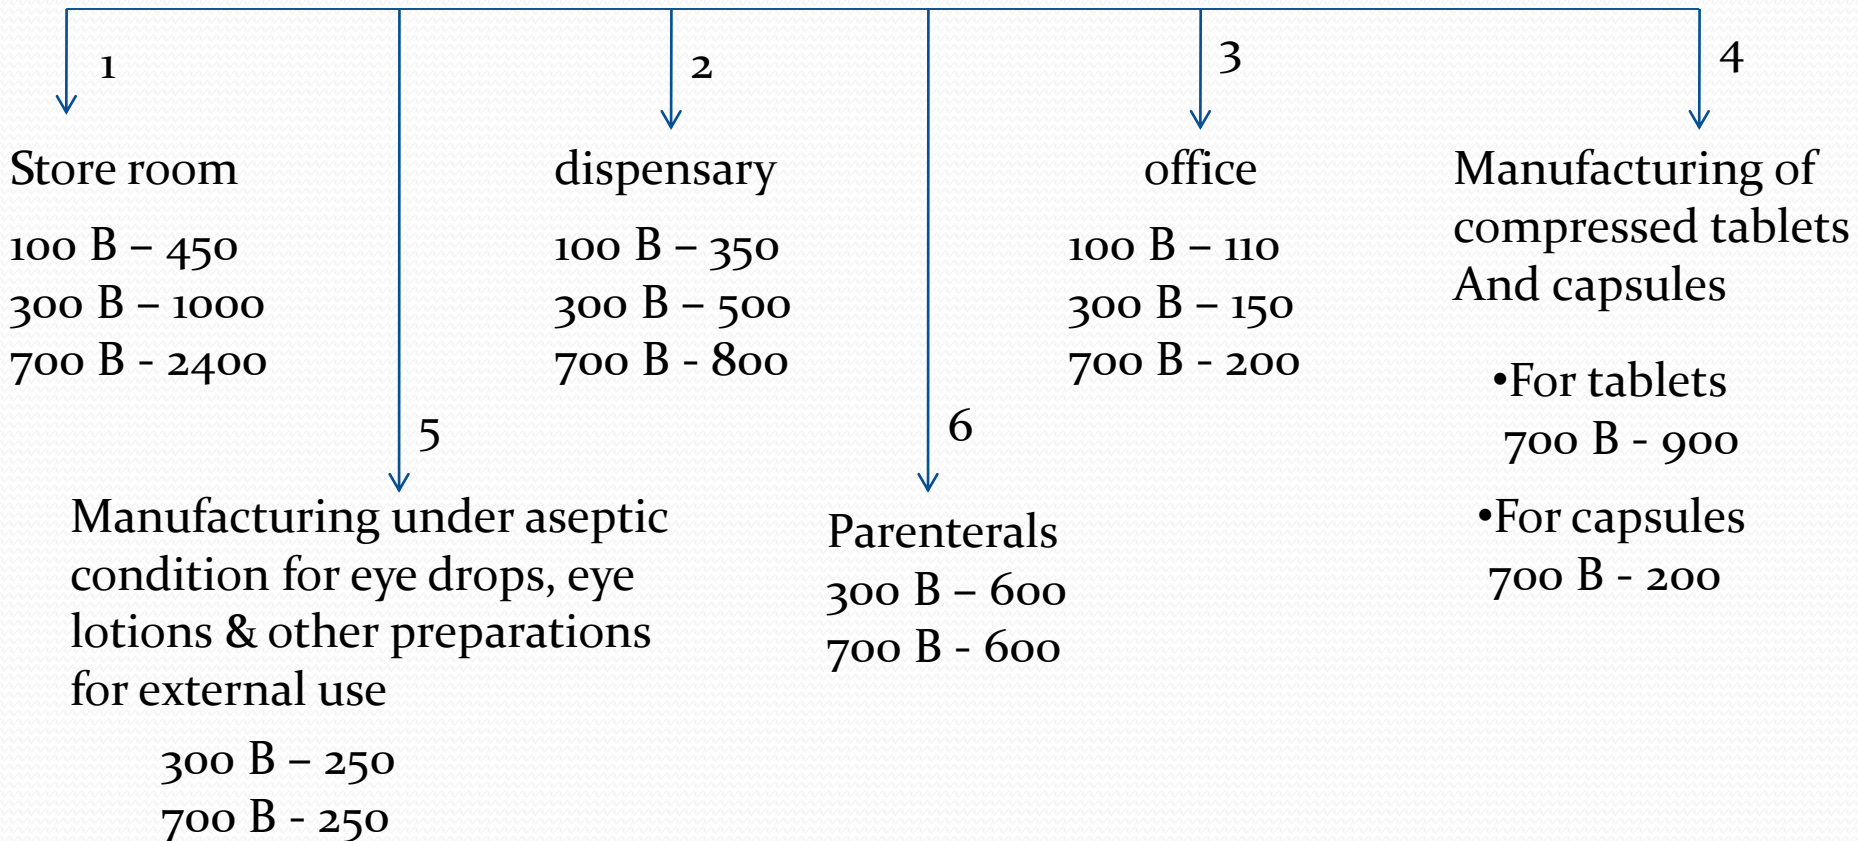 1
Store room
100 B – 450
300 B – 1000
700 B - 2400
2
dispensary
100 B – 350
300 B – 500
700 B - 800
3
office
100 B – 110
300 B – 150
700 B - 200
4
Manufacturing of
compressed tablets
And capsules
•For tablets
700 B - 900
•For capsules
700 B - 200
5
Manufacturing under aseptic
condition for eye drops, eye
lotions & other preparations
for external use
300 B – 250
700 B - 250
6
Parenterals
300 B – 600
700 B - 600